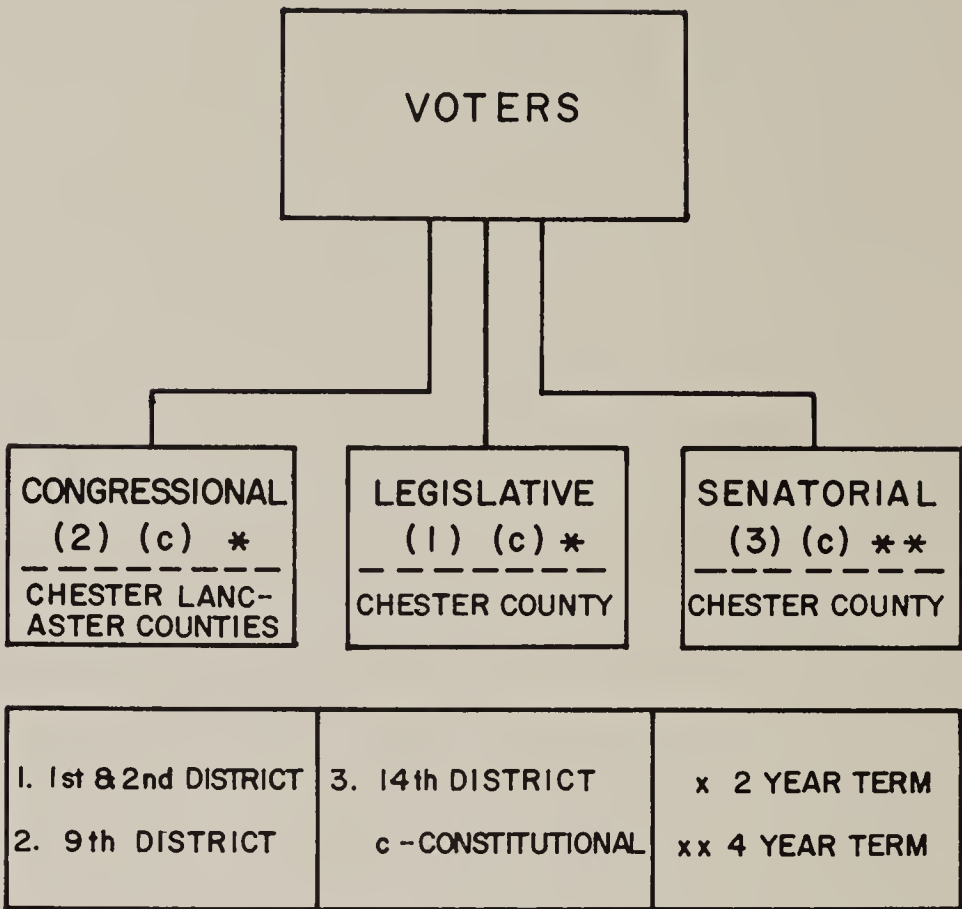 VOTERS
CONGRESSIONAL
(2) (c) *
CHESTER LANC-
ASTER COUNTIES
LEGISLATIVE
(1) (c) *
CHESTER COUNTY
SENATORIAL
(3) (c) **
CHESTER COUNTY
1. 1st & 2nd DISTRICT
2. 9th DISTRICT
3. 14th DISTRICT
c - CONSTITUTIONAL
x 2 YEAR TERM
xx 4 YEAR TERM